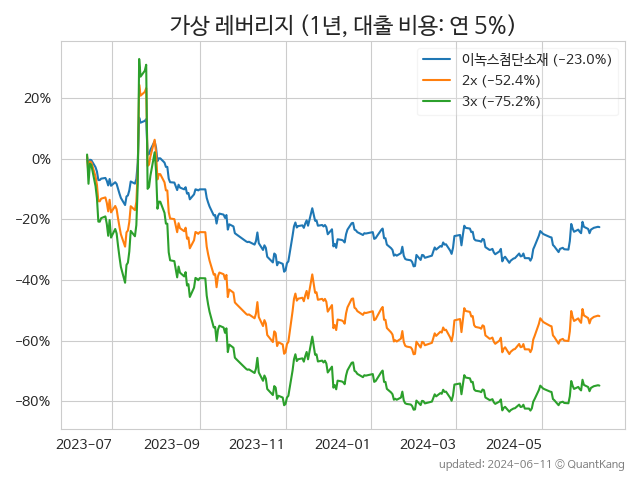 가상 레버리지 (1년, 대출 비용: 연 5%)
이녹스첨단소재 (−23.0%)
2x (−52.4%)
3x (−75.2%)
20%
0%
−20%
−40%
−60%
−80%
2023-07
2023-09
2023-11
2024-01
2024-03
2024-05
updated: 2024-06-11 © QuantKang